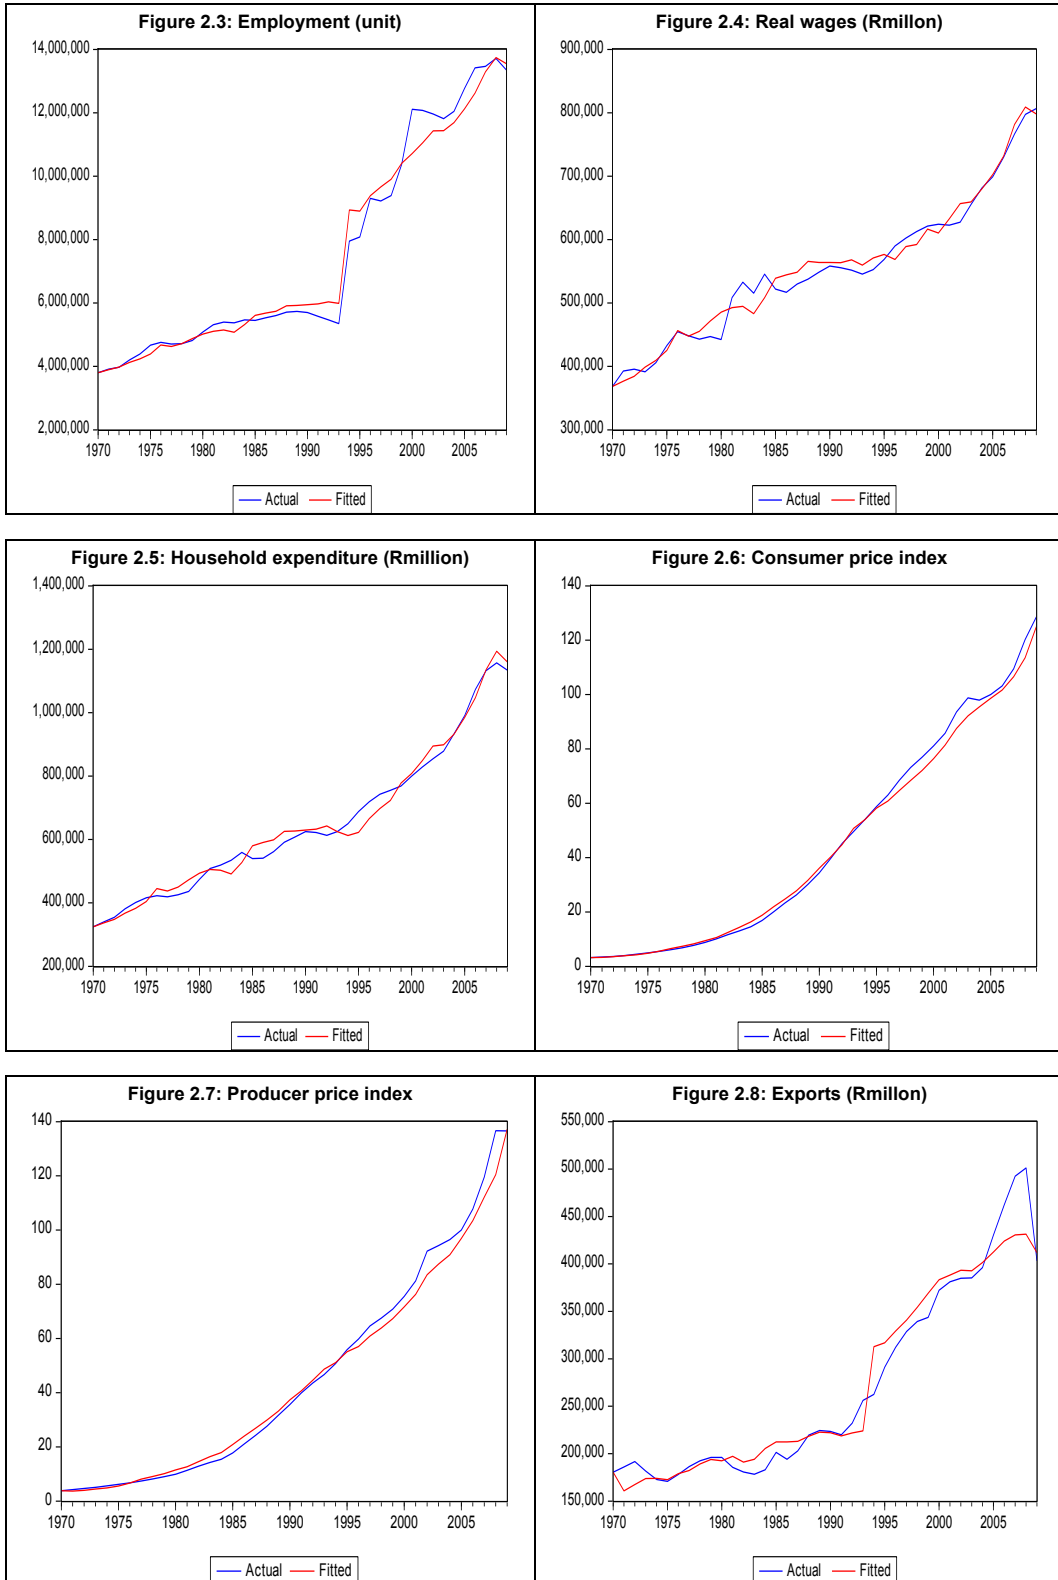 Figure 2.3: Employment (unit)
14,000,000
12,000,000
10,000,000
8,000,000
6,000,000
4,000,000
2,000,000
1970 1975 1980 1985 1990 1995 2000 2005
Actual Fitted
Figure 2.4: Real wages (Rmillon)
900,000
800,000
700,000
600,000
500,000
400,000
300,000
1970 1975 1980 1985 1990 1995 2000 2005
Actual Fitted
Figure 2.5: Household expenditure (Rmillion)
1,400,000
1,200,000
1,000,000
800,000
600,000
400,000
200,000
1970 1975 1980 1985 1990 1995 2000 2005
Actual Fitted
Figure 2.6: Consumer price index
140
120
100
80
60
40
20
0
1970 1975 1980 1985 1990 1995 2000 2005
Actual Fitted
Figure 2.7: Producer price index
140
120
100
80
60
40
20
0
1970 1975 1980 1985 1990 1995 2000 2005
Actual Fitted
Figure 2.8: Exports (Rmillon)
550,000
500,000
450,000
400,000
350,000
300,000
250,000
200,000
150,000
1970 1975 1980 1985 1990 1995 2000 2005
Actual Fitted